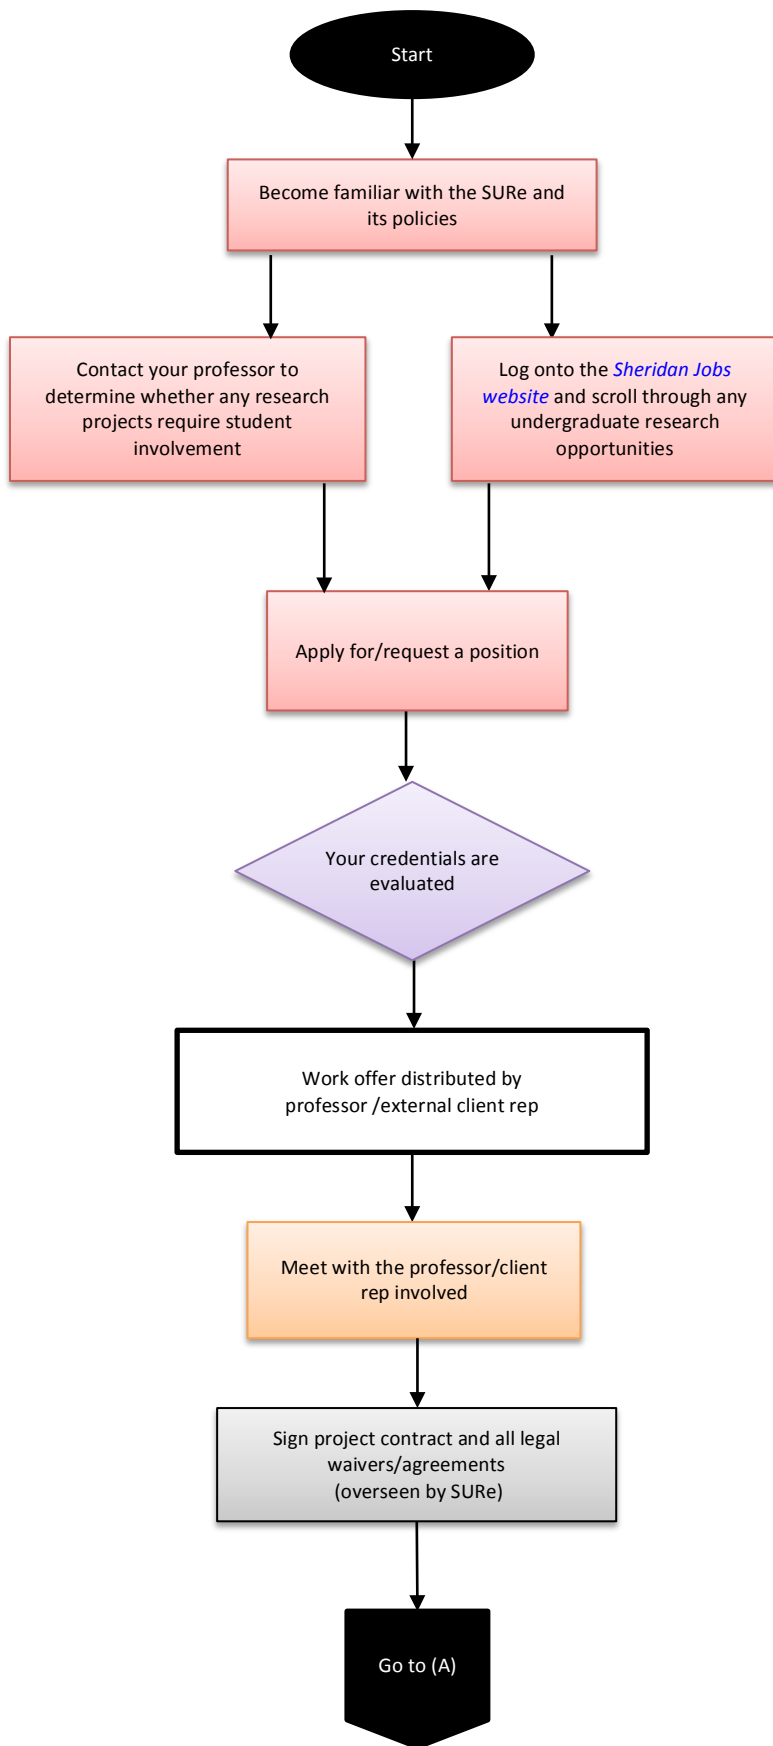 Start
Become familiar with the SURe and
its policies
Contact your professor to
determine whether any research
projects require student
involvement
Log onto the Sheridan Jobs
website and scroll through any
undergraduate research
opportunities
Apply for/request a position
Your credentials are
evaluated
Work offer distributed by
professor /external client rep
Meet with the professor/client
rep involved
Sign project contract and all legal
waivers/agreements
(overseen by SURe)
Go to (A)